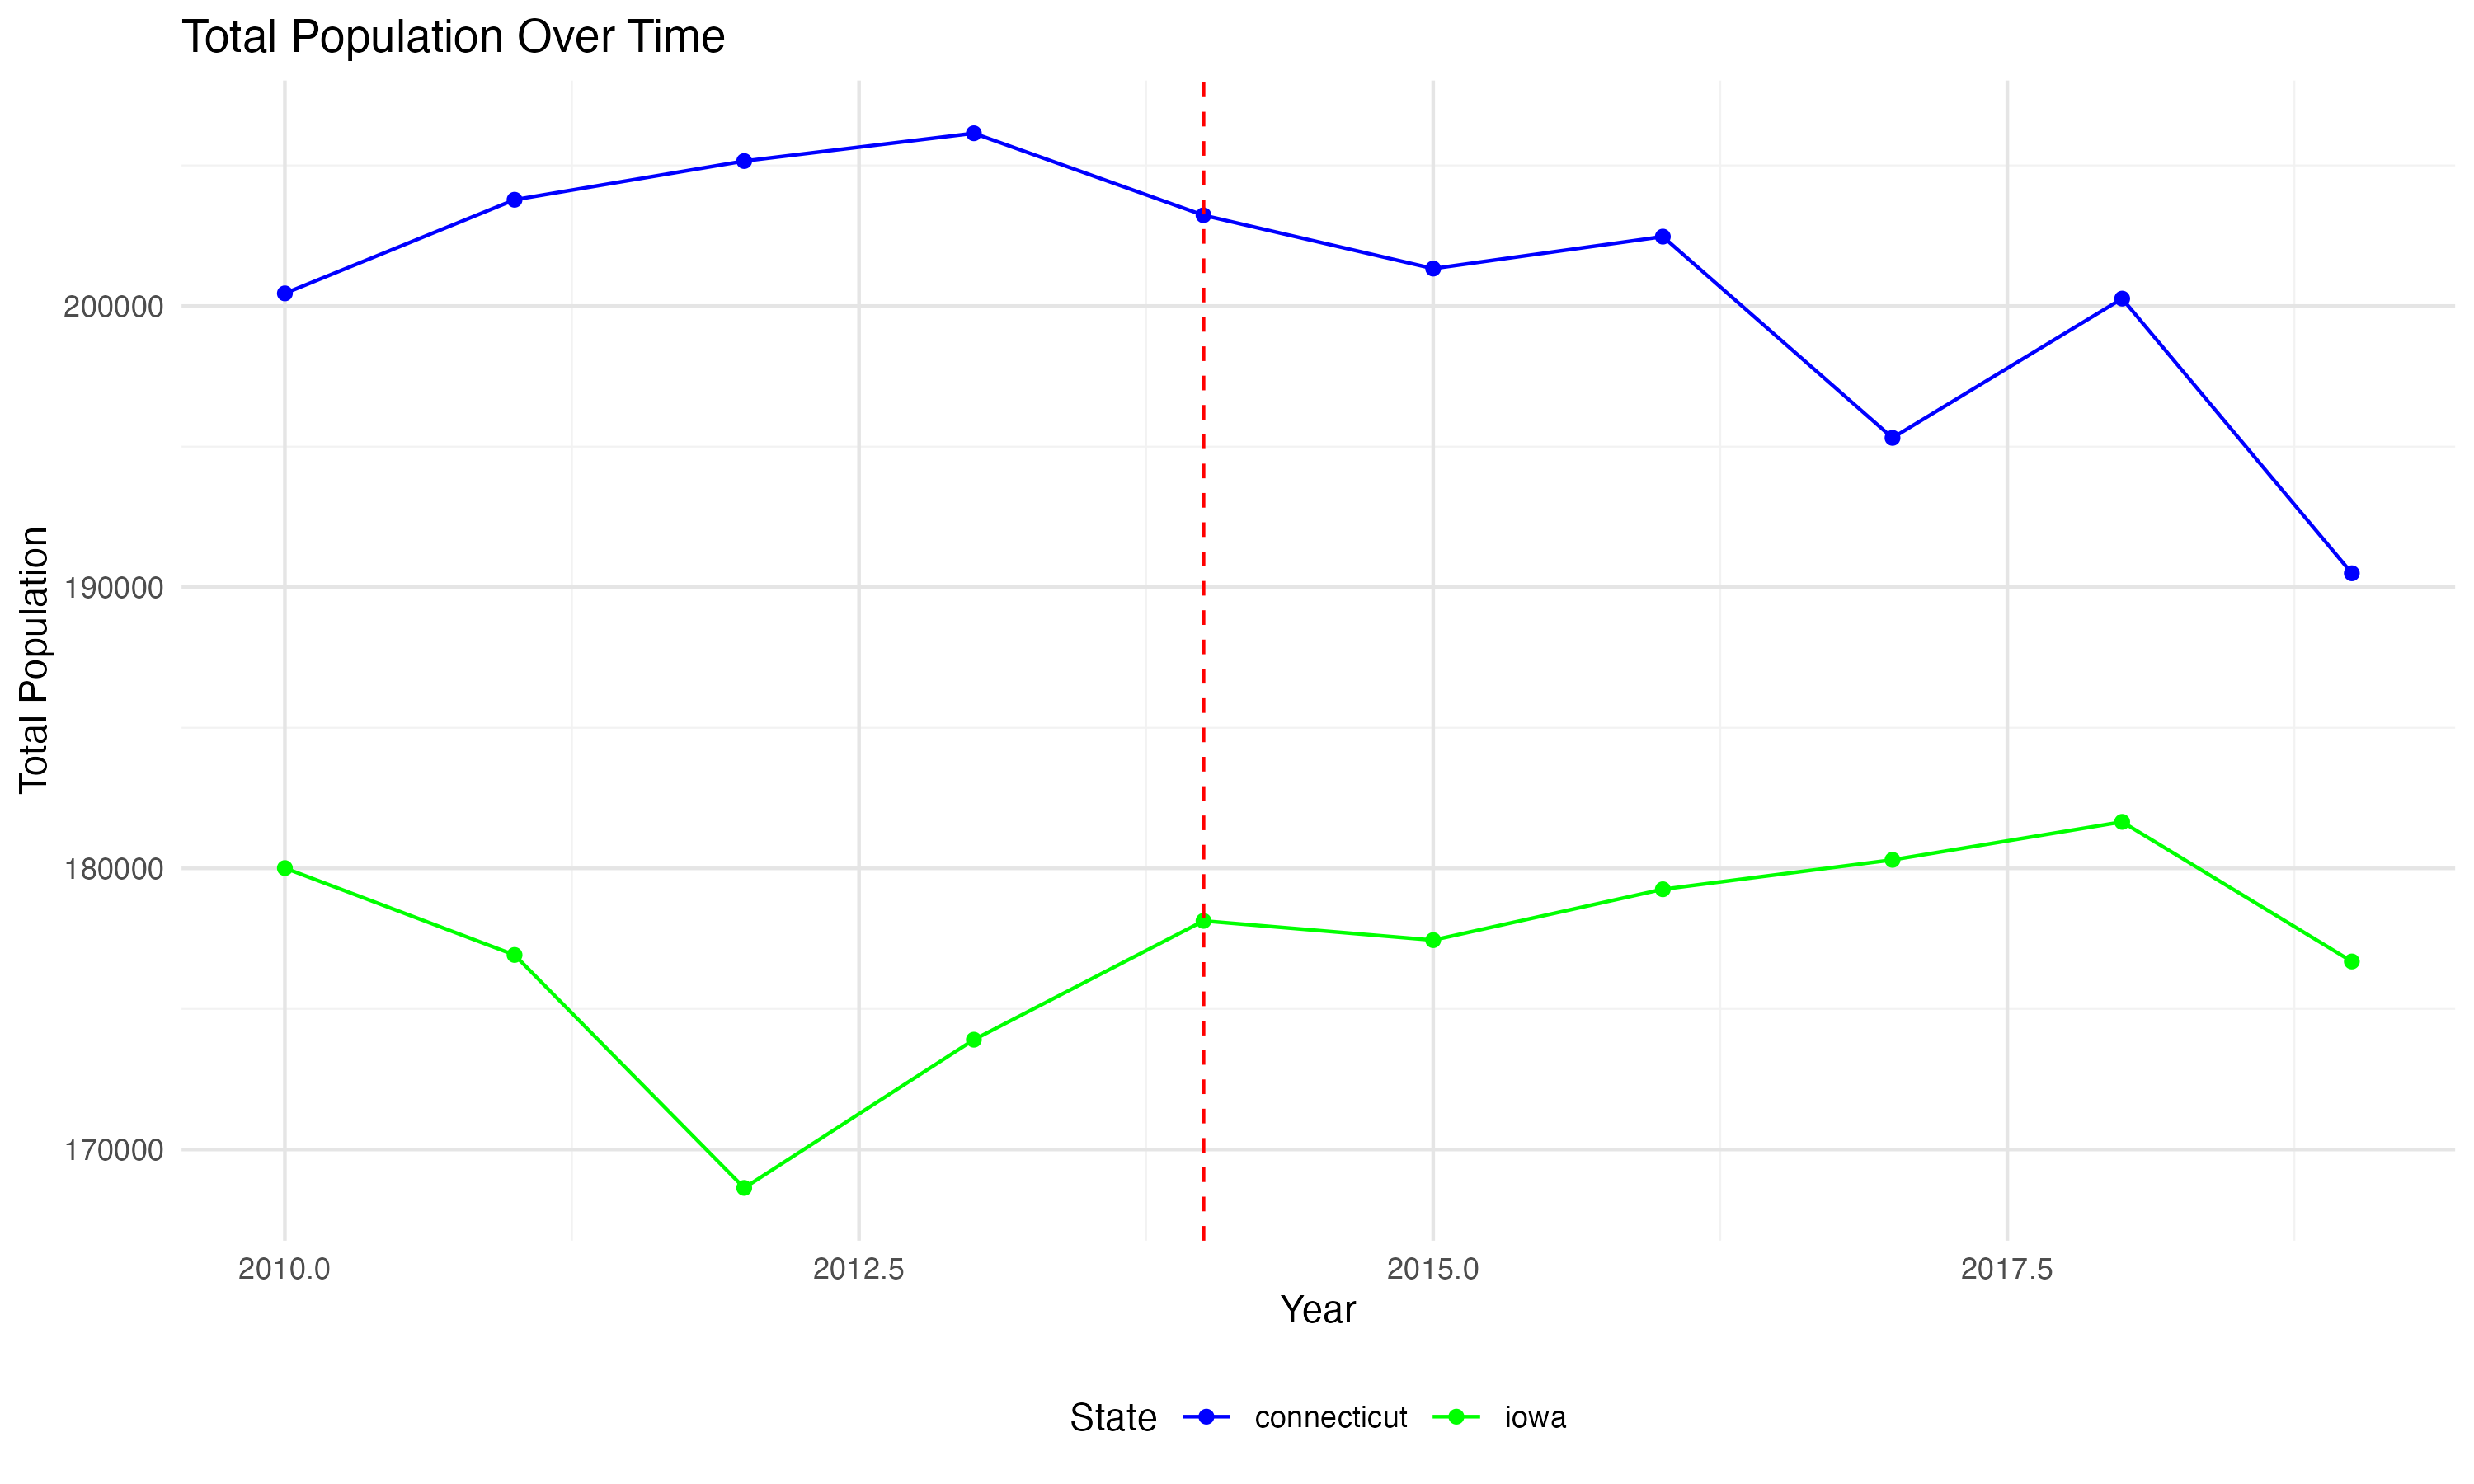 Total Population Over Time
Total Population
200000
190000
180000
170000
2010.0 2012.5 2015.0 2017.5
Year
State connecticut iowa